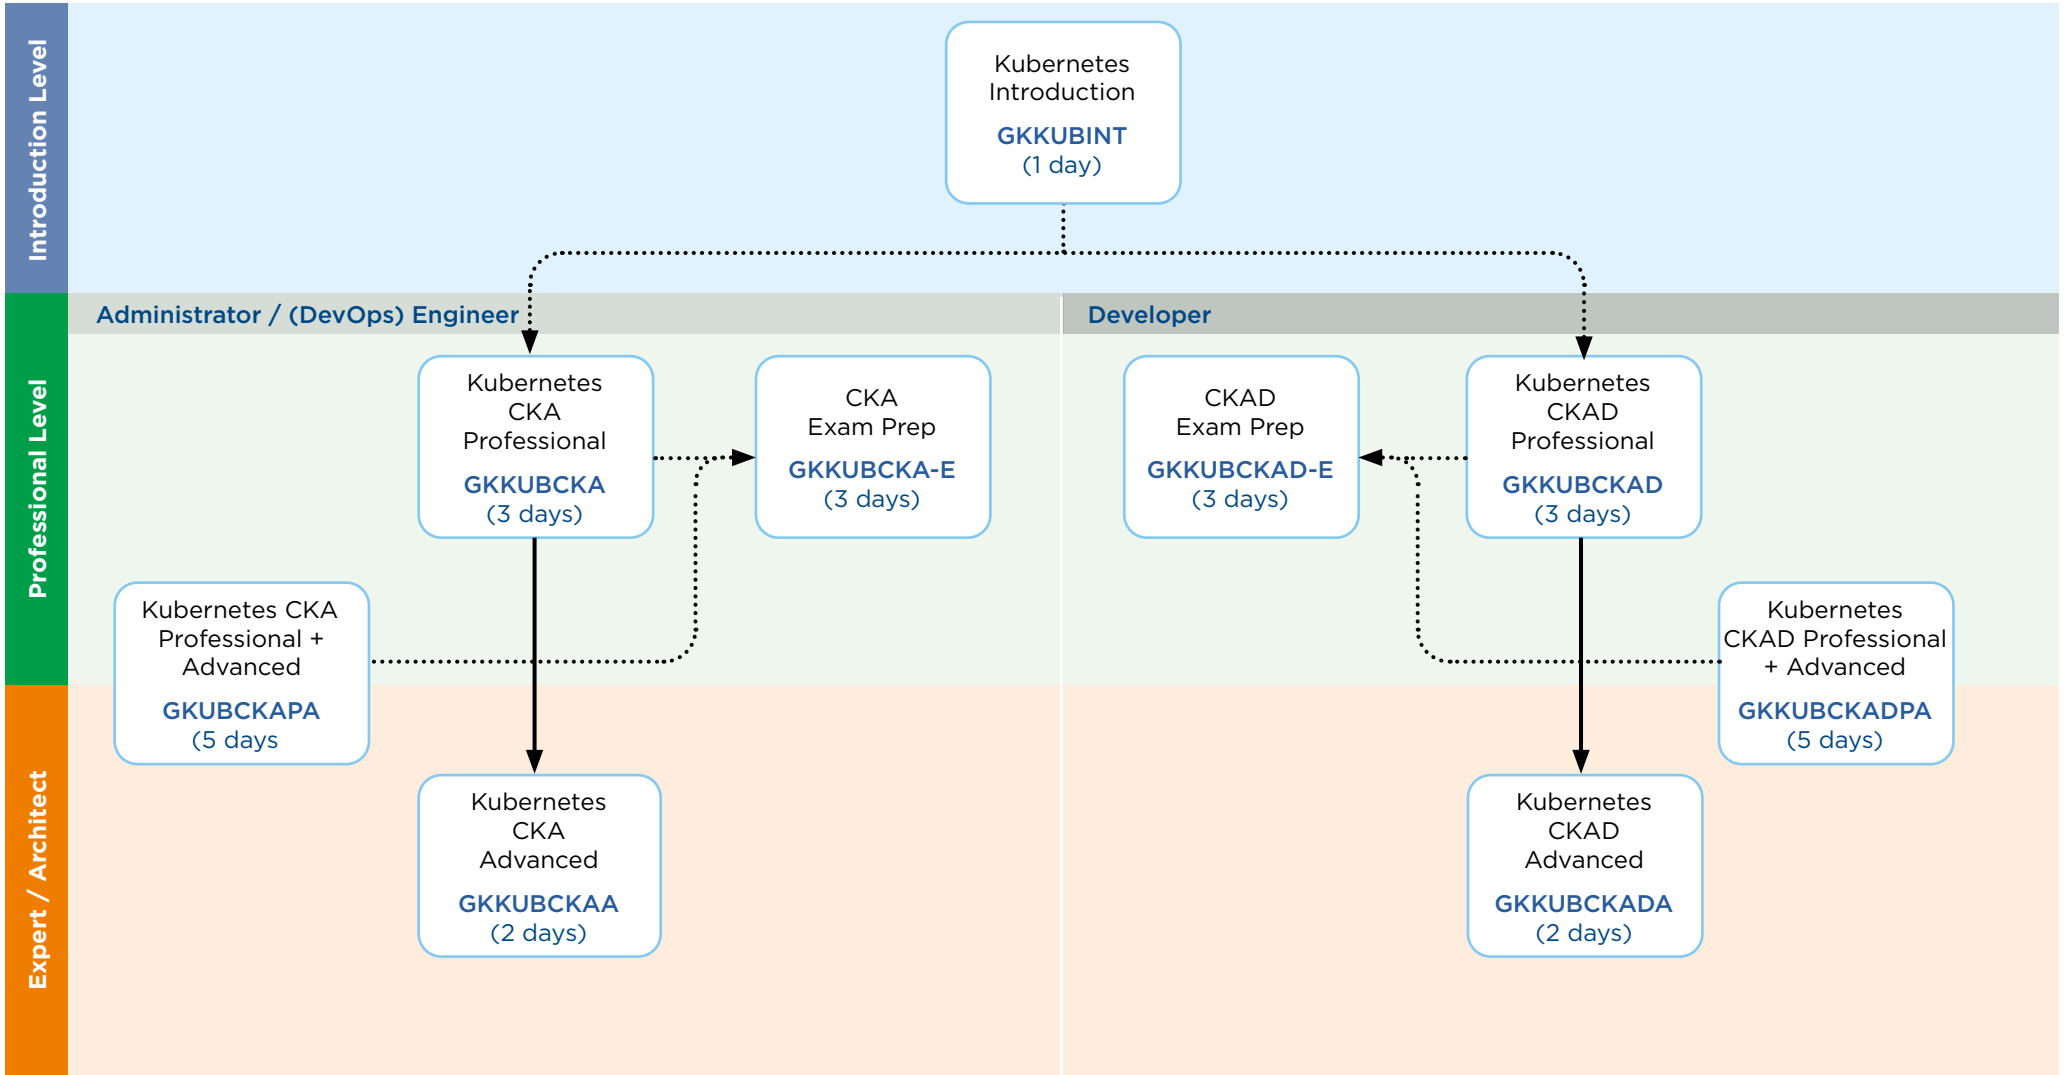 Introduction Level
Kubernetes
Introduction
GKKUBINT
(1 day)
Professional Level
Administrator / (DevOps) Engineer
Developer
Kubernetes
CKA
Professional
GKKUBCKA
(3 days)
CKA
Exam Prep
GKKUBCKA-E
(3 days)
CKAD
Exam Prep
GKKUBCKAD-E
(3 days)
Kubernetes
CKAD
Professional
GKKUBCKAD
(3 days)
Kubernetes CKA
Professional +
Advanced
GKUBCKAPA
(5 days
Kubernetes
CKAD Professional
+ Advanced
GKKUBCKADPA
(5 days)
Expert / Architect
Kubernetes
CKA
Advanced
GKKUBCKAA
(2 days)
Kubernetes
CKAD
Advanced
GKKUBCKADA
(2 days)